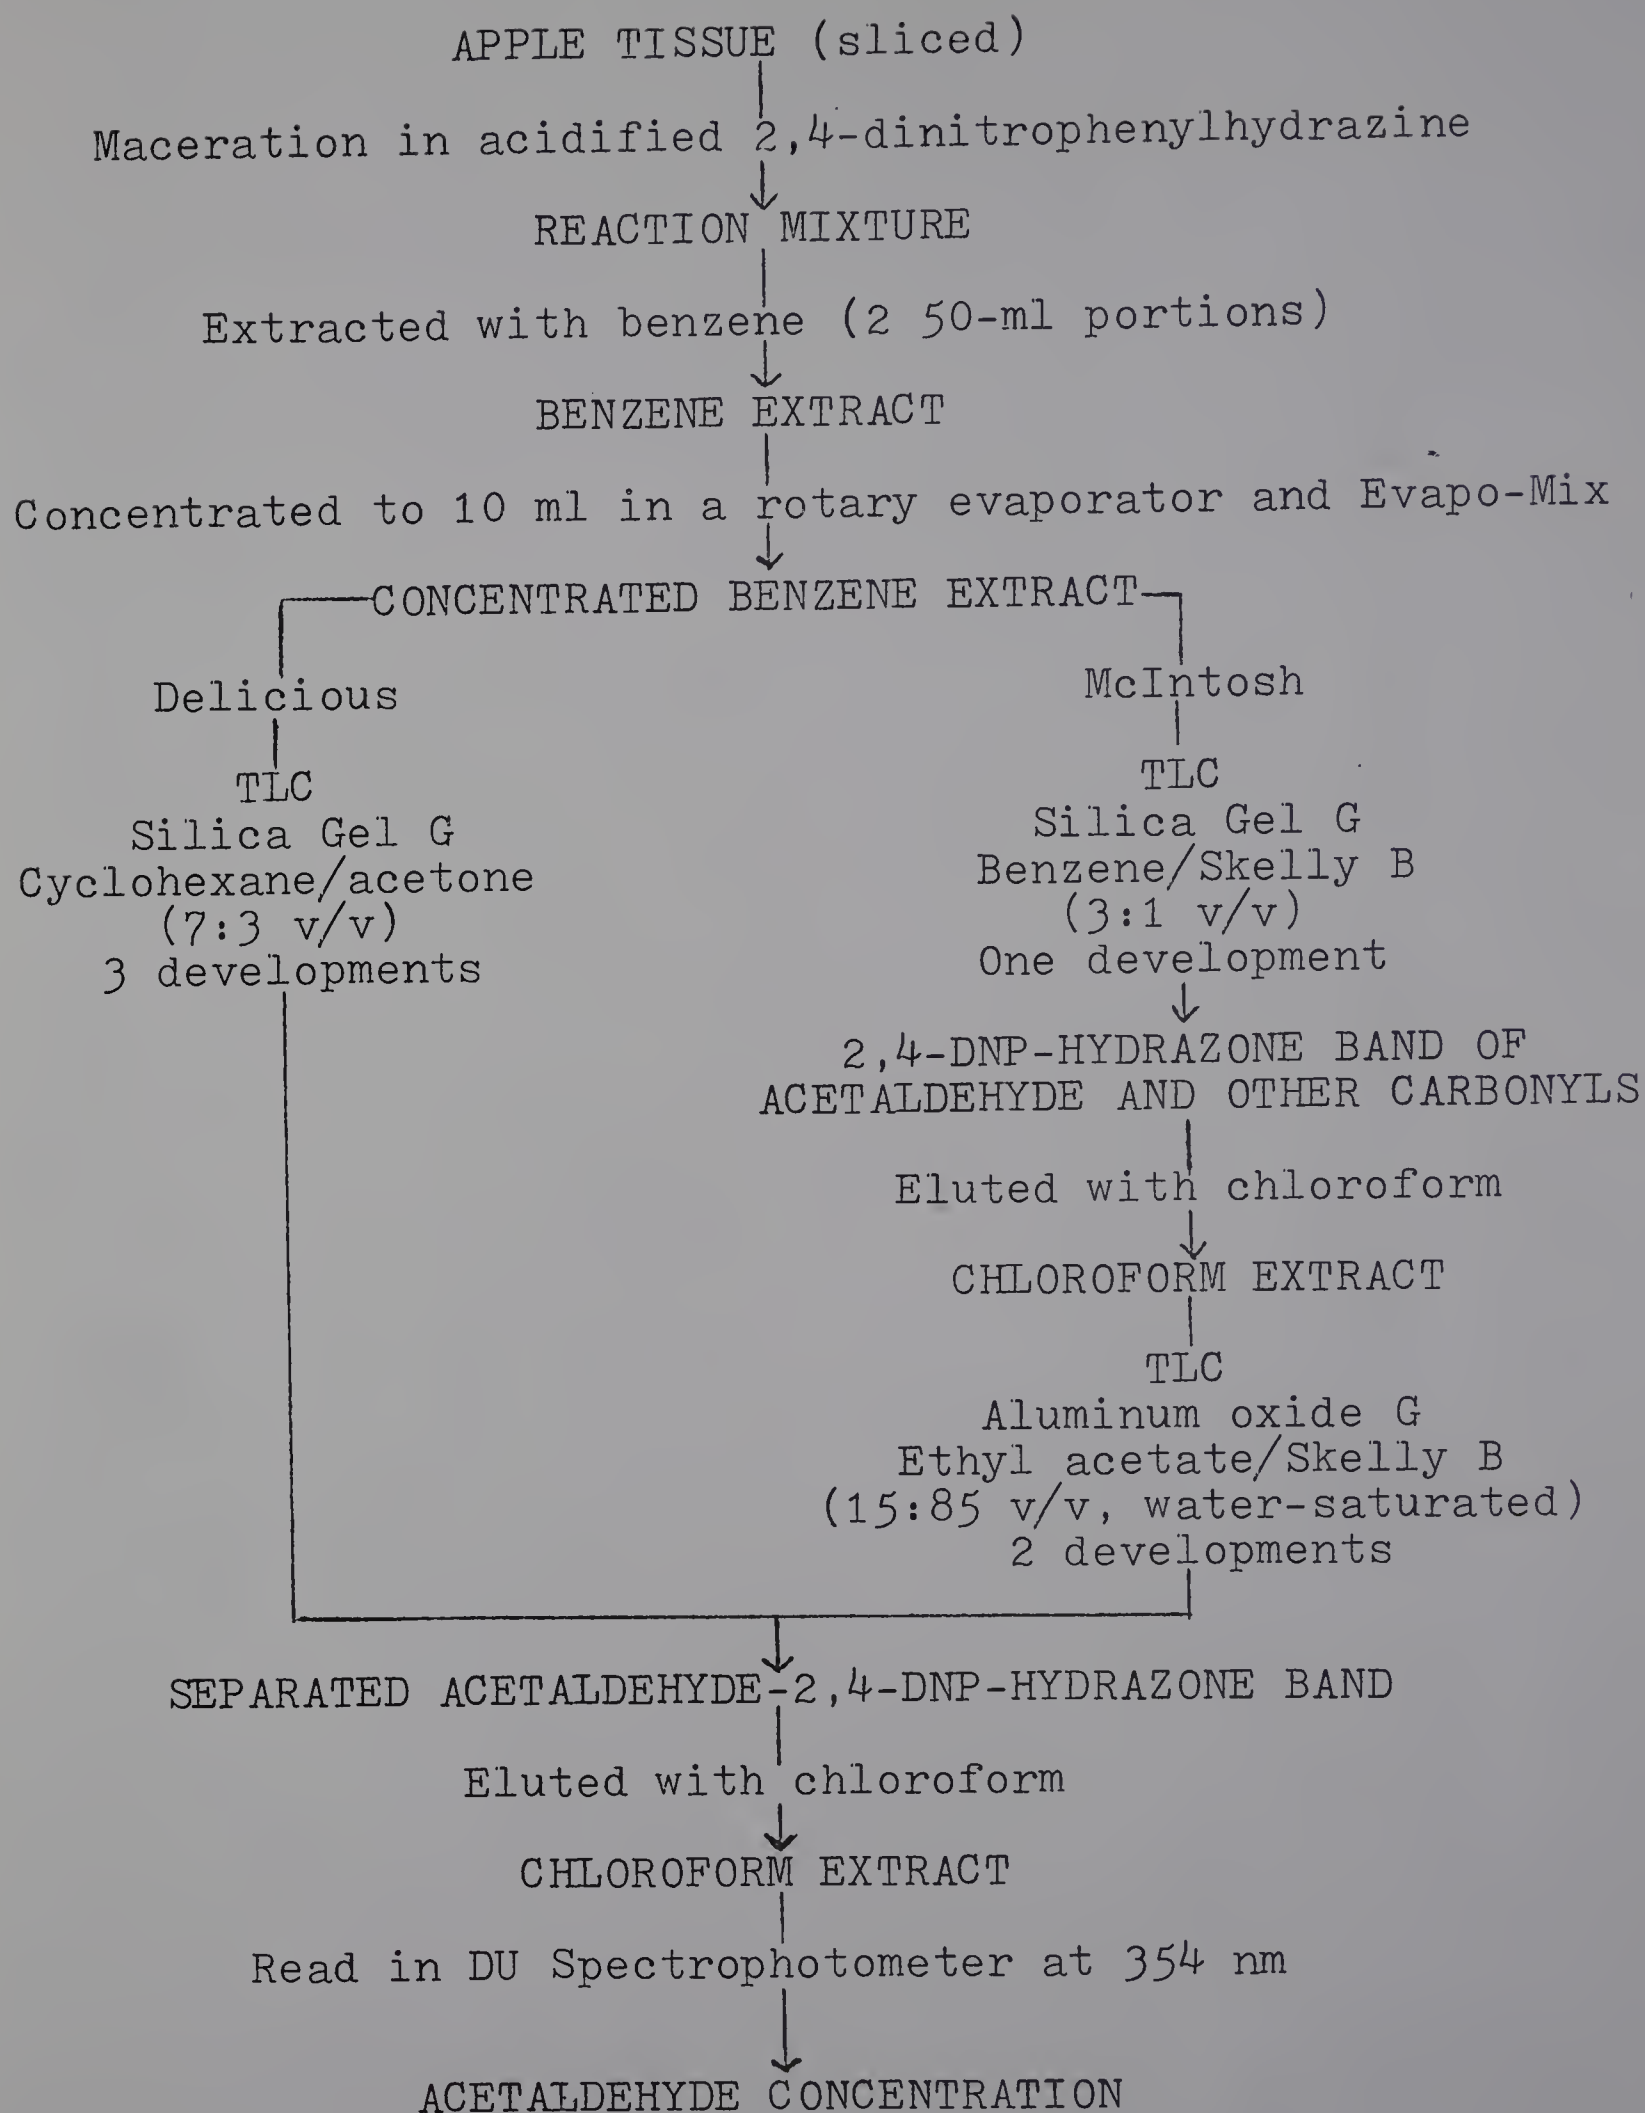 APPLE TISSUE (sliced)
Maceration in acidified 2,4-dinitrophenylhydrazine
REACTION MIXTURE
Extracted with benzene (2 50-ml portions)
BENZENE EXTRACT
Concentrated to 10 ml in a rotary evaporator and Evapo-Mix
CONCENTRATED BENZENE EXTRACT
Delicious
TLC
Silica Gel G
Cyclohexane/acetone
(7:3 v/v)
3 developments
McIntosh
TLC
Silica Gel G
Benzene/Skelly B
(3:1 v/v)
One development
2,4-DNP-HYDRAZONE BAND OF
ACETALDEHYDE AND OTHER CARBONYLS
Eluted with chloroform
CHLOROFORM EXTRACT
TLC
Aluminum oxide G
Ethyl acetate/Skelly B
(15:85 v/v, water-saturated)
2 developments
SEPARATED ACETALDEHYDE-2,4-DNP-HYDRAZONE BAND
Eluted with chloroform
CHLOROFORM EXTRACT
Read in DU Spectrophotometer at 354 nm
ACETALDEHYDE CONCENTRATION